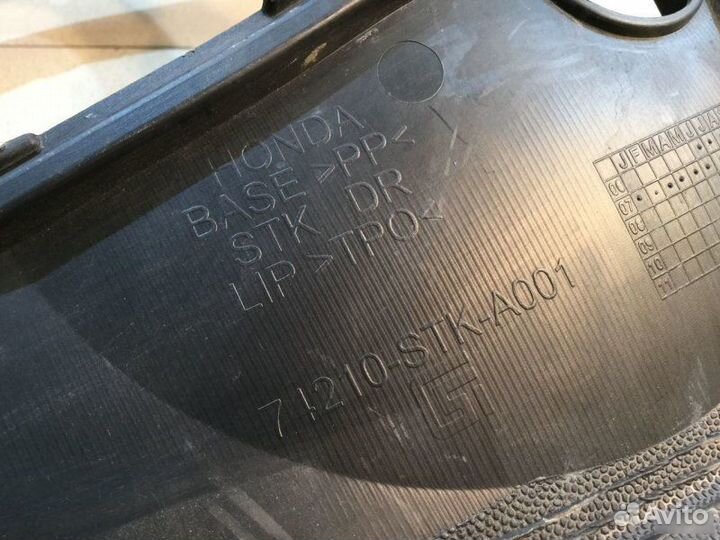 HONDA
BASE >PP<
STK DR
LIP >TPO<
71210-STK-A001
J F M A M J J A
06
07
08
09
10
11
Avito